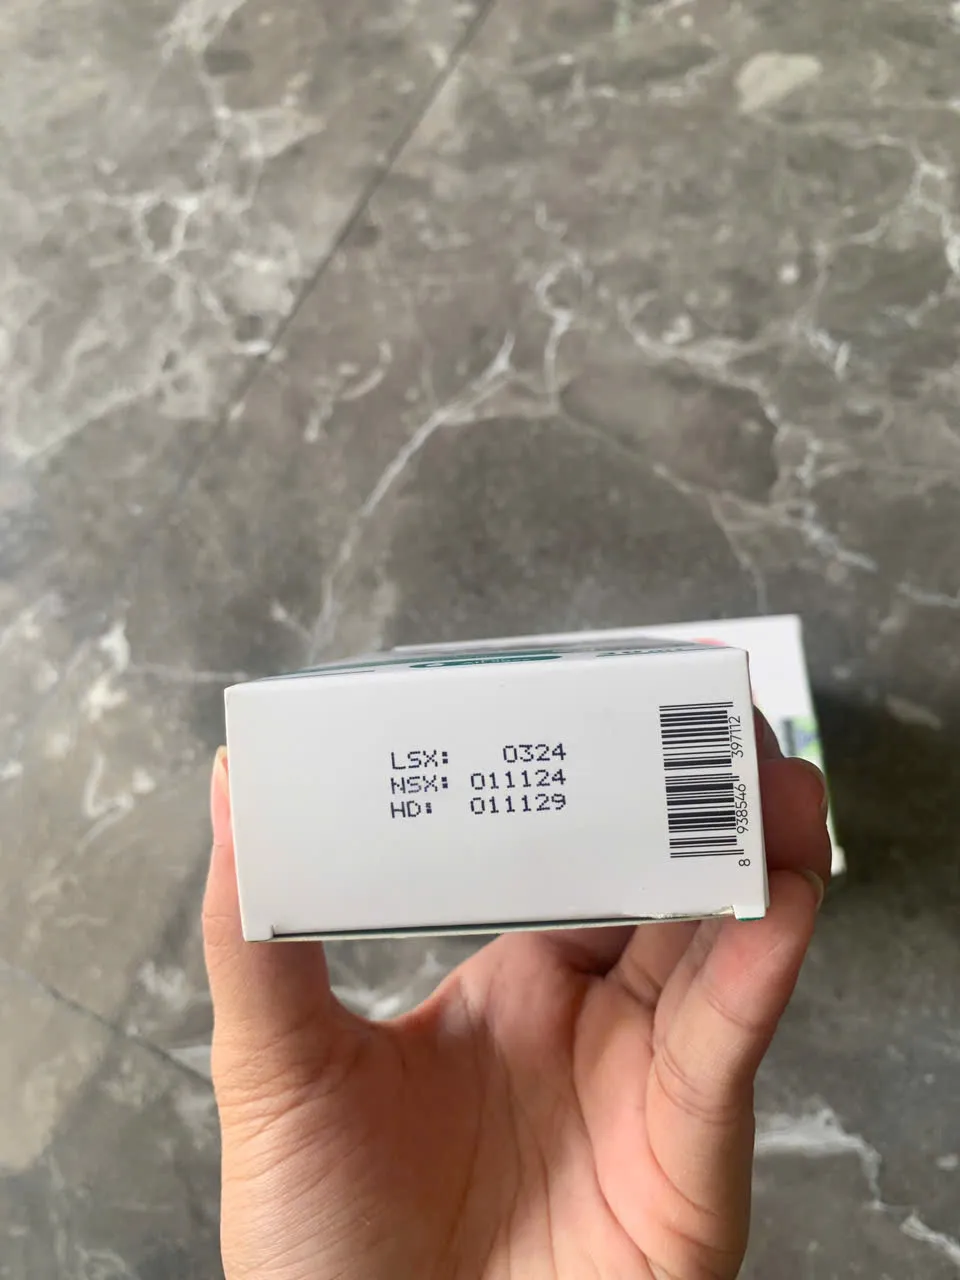 LSX: 0324
NSX: 011124
HD: 011129
8 938546 397112